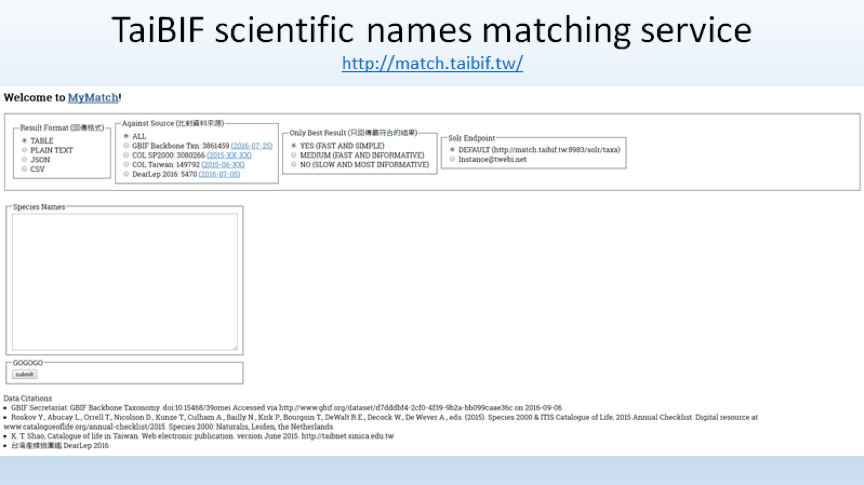 TaiBIF scientific names matching service
http://match.taibif.tw/
Welcome to MyMatch!
Result Format (回傳格式)
TABLE
PLAIN TEXT
JSON
CSV
Against Source (比對資料來源)
ALL
GBIF Backbone Txn: 3861459 (2016-07-25)
COL SP2000: 3080266 (2015-XX-XX)
COL Taiwan: 149792 (2015-06-XX)
DearLep 2016: 5470 (2016-07-05)
Only Best Result (只回傳最符合的結果)
YES (FAST AND SIMPLE)
MEDIUM (FAST AND INFORMATIVE)
NO (SLOW AND MOST INFORMATIVE)
Solr Endpoint
DEFAULT (http://match.taibif.tw:8983/solr/taxa)
Instance@twebi.net
Species Names
GOGOGO
submit
Data Citations
GBIF Secretariat: GBIF Backbone Taxonomy. doi:10.15468/39omei Accessed via http://www.gbif.org/dataset/d7dddbf4-2cf0-4f39-9b2a-bb099caae36c on 2016-09-06
Roskov Y., Abucay L., Orrell T., Nicolson D., Kunze T., Culham A., Bailly N., Kirk P., Bourgoin T., DeWalt R.E., Decock W., De Wever A., eds. (2015). Species 2000 & ITIS Catalogue of Life, 2015 Annual Checklist. Digital resource at
www.catalogueoflife.org/annual-checklist/2015. Species 2000: Naturalis, Leiden, the Netherlands.
K. T. Shao, Catalogue of life in Taiwan. Web electronic publication. version June 2015. http://taibnet.sinica.edu.tw
DearLep 2016